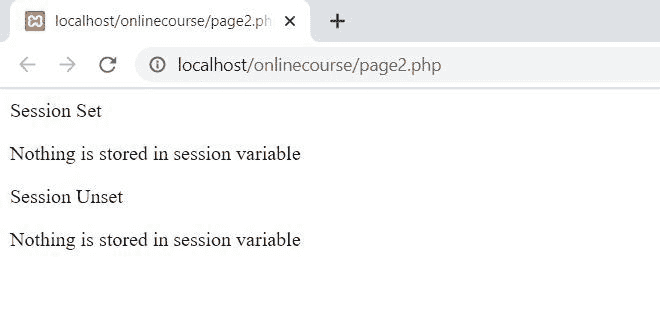 localhost/onlinecourse/page2.ph
localhost/onlinecourse/page2.php
Session Set
Nothing is stored in session variable
Session Unset
Nothing is stored in session variable